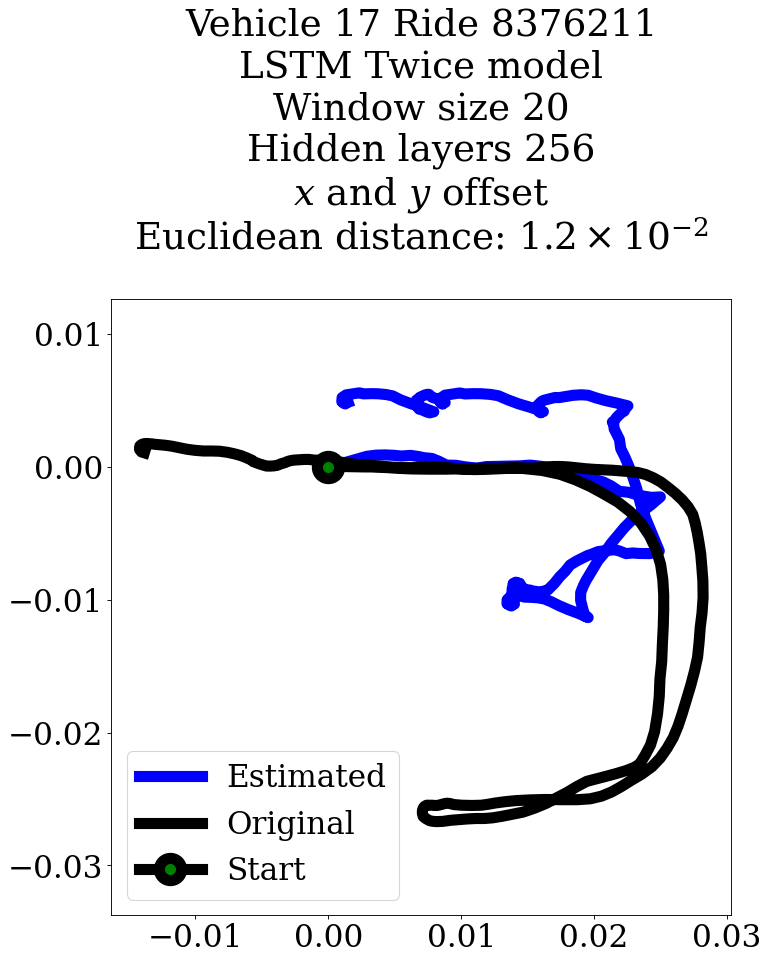 Vehicle 17 Ride 8376211
LSTM Twice model
Window size 20
Hidden layers 256
x and y offset
Euclidean distance: 1.2 × 10⁻²
0.01
0.00
−0.01
−0.02
−0.03
Estimated
Original
Start
−0.01 0.00 0.01 0.02 0.03